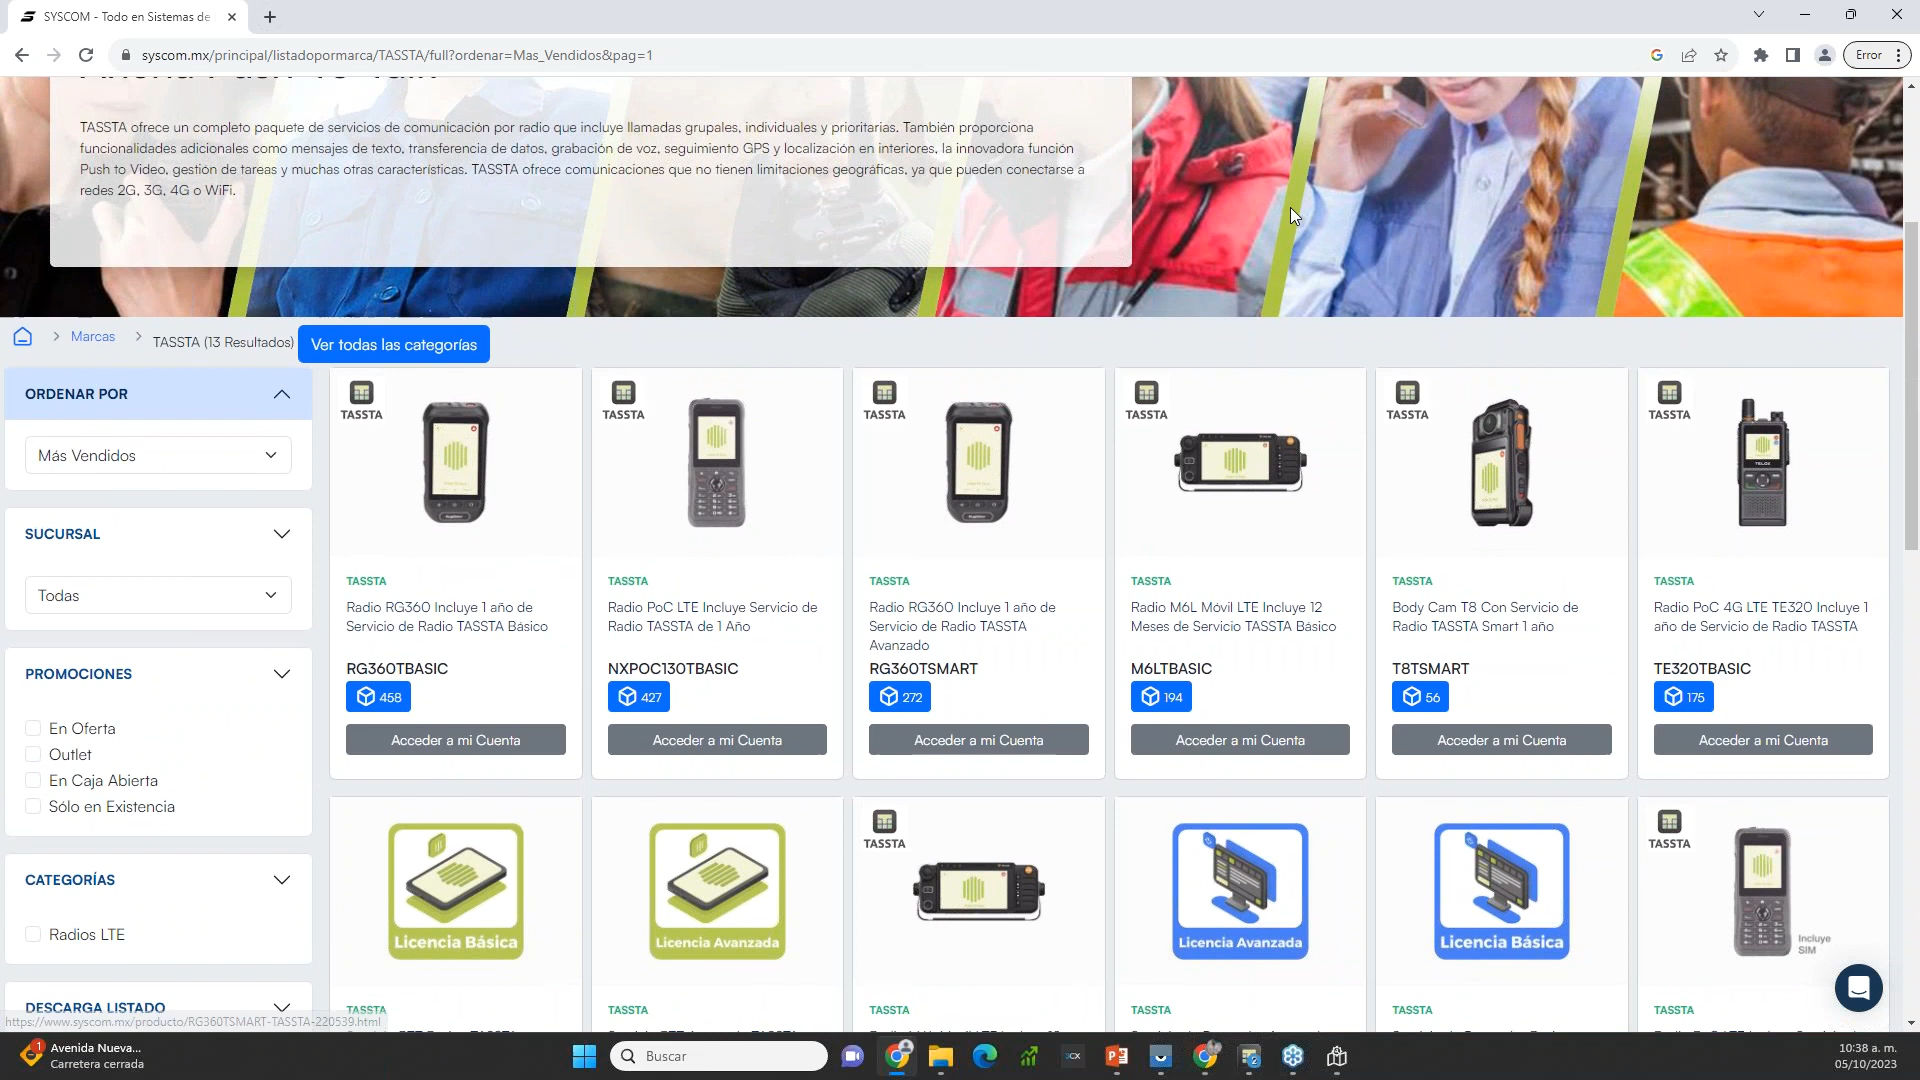 SYSCOM - Todo en Sistemas de
syscom.mx/principal/listadopormarca/TASSTA/full?ordenar=Mas_Vendidos&pag=1
Error
TASSTA ofrece un completo paquete de servicios de comunicación por radio que incluye llamadas grupales, individuales y prioritarias. También proporciona
funcionalidades adicionales como mensajes de texto, transferencia de datos, grabación de voz, seguimiento GPS y localización en interiores, la innovadora función
Push to Video, gestión de tareas y muchas otras características. TASSTA ofrece comunicaciones que no tienen limitaciones geográficas, ya que pueden conectarse a
redes 2G, 3G, 4G o WiFi.
Marcas
TASSTA (13 Resultados)
Ver todas las categorías
ORDENAR POR
Más Vendidos
SUCURSAL
Todas
PROMOCIONES
En Oferta
Outlet
En Caja Abierta
Sólo en Existencia
CATEGORÍAS
Radios LTE
DESCARGA LISTADO
https://www.syscom.mx/producto/RG360TSMART-TASSTA-220539.html
TASSTA
TASSTA
Radio RG360 Incluye 1 año de
Servicio de Radio TASSTA Básico
RG360TBASIC
458
Acceder a mi Cuenta
TASSTA
TASSTA
Radio PoC LTE Incluye Servicio de
Radio TASSTA de 1 Año
NXPOC130TBASIC
427
Acceder a mi Cuenta
TASSTA
TASSTA
Radio RG360 Incluye 1 año de
Servicio de Radio TASSTA
Avanzado
RG360TSMART
272
Acceder a mi Cuenta
TASSTA
TASSTA
Radio M6L Móvil LTE Incluye 12
Meses de Servicio TASSTA Básico
M6LTBASIC
194
Acceder a mi Cuenta
TASSTA
TASSTA
Body Cam T8 Con Servicio de
Radio TASSTA Smart 1 año
T8TSMART
56
Acceder a mi Cuenta
TASSTA
TELOX
TASSTA
Radio PoC 4G LTE TE320 Incluye 1
año de Servicio de Radio TASSTA
TE320TBASIC
175
Acceder a mi Cuenta
Licencia Básica
TASSTA
Licencia Avanzada
TASSTA
TASSTA
TASSTA
Licencia Avanzada
TASSTA
Licencia Básica
TASSTA
TASSTA
Incluye
SIM
TASSTA
1
Avenida Nueva...
Carretera cerrada
Buscar
3CX
2
10:38 a. m.
05/10/2023